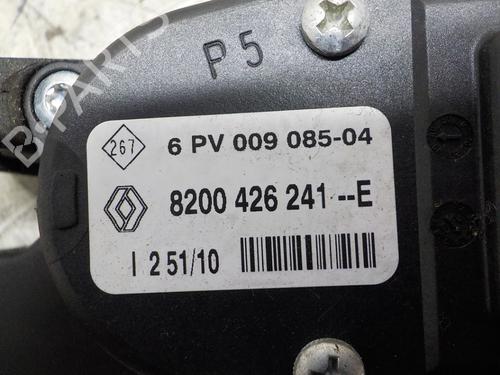 P5
267
6 PV 009 085-04
8200 426 241--E
I 2 51/10
B-PARTS